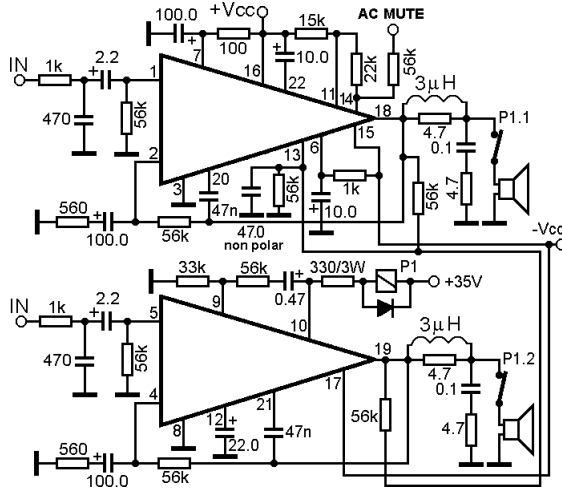 100.0
+
+Vcc
15k
AC MUTE
100
10.0
+
22k
56k
IN
1k
+ 2.2
470
56k
1
7
16
22
11
14
18
15
3µH
P1.1
4.7
0.1
4.7
2
3
20
13
6
47n
56k
47.0
non polar
1k
+
10.0
56k
560
+
100.0
56k
-Vcc
33k
56k
+
0.47
330/3W
P1
+35V
IN
1k
2.2
+
470
56k
5
9
10
19
17
3µH
P1.2
4.7
0.1
4.7
4
8
12
21
+
22.0
47n
56k
560
+
100.0
56k